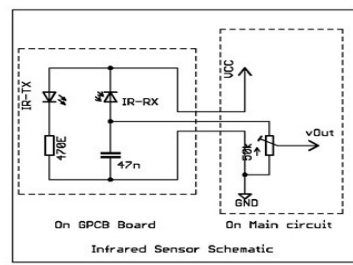 IR-TX
IR-RX
470E
47n
VCC
vOut
50k
GND
On GPCB Board
On Main circuit
Infrared Sensor Schematic